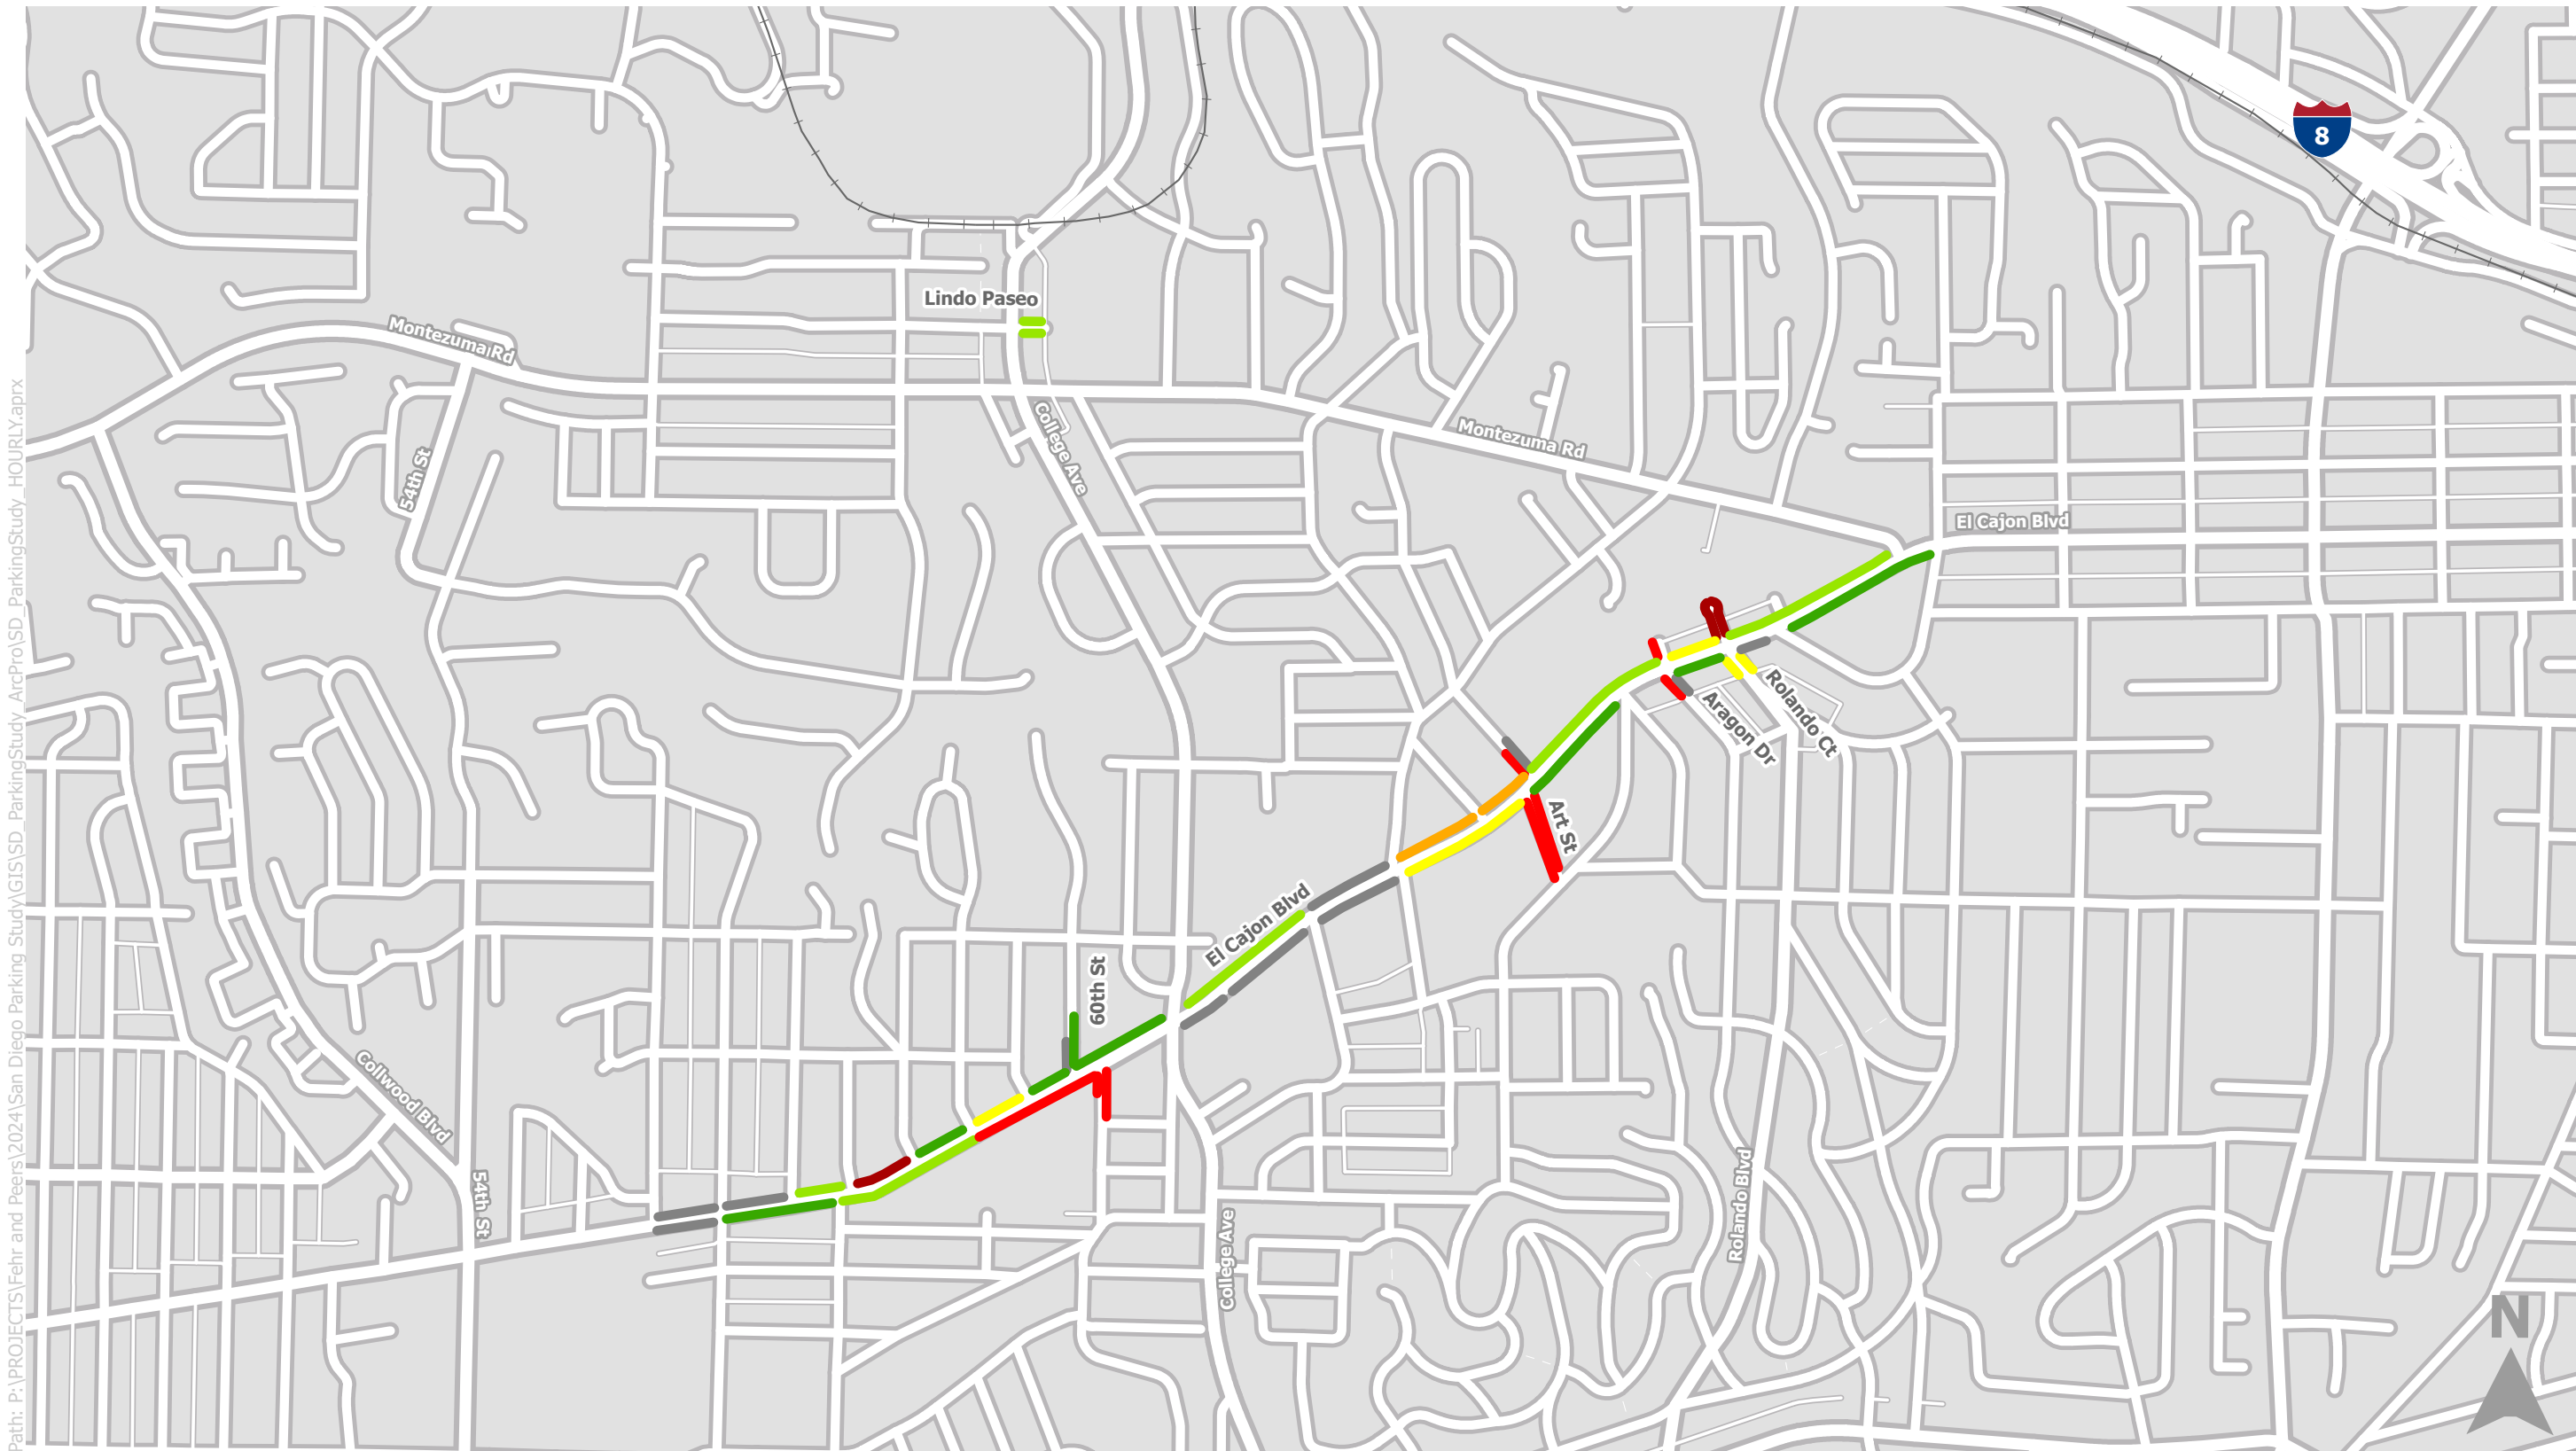 8
Lindo Paseo
Montezuma Rd
College Ave
54th St
Montezuma Rd
El Cajon Blvd
Rolando Ct
Aragon Dr
Art St
El Cajon Blvd
60th St
Collwood Blvd
54th St
College Ave
Rolando Blvd
N
Path: P:\PROJECTS\Fehr and Peers\2024\San Diego Parking Study\GIS\SD_ParkingStudy_ArcPro\SD_ParkingStudy_HOURLY.aprx